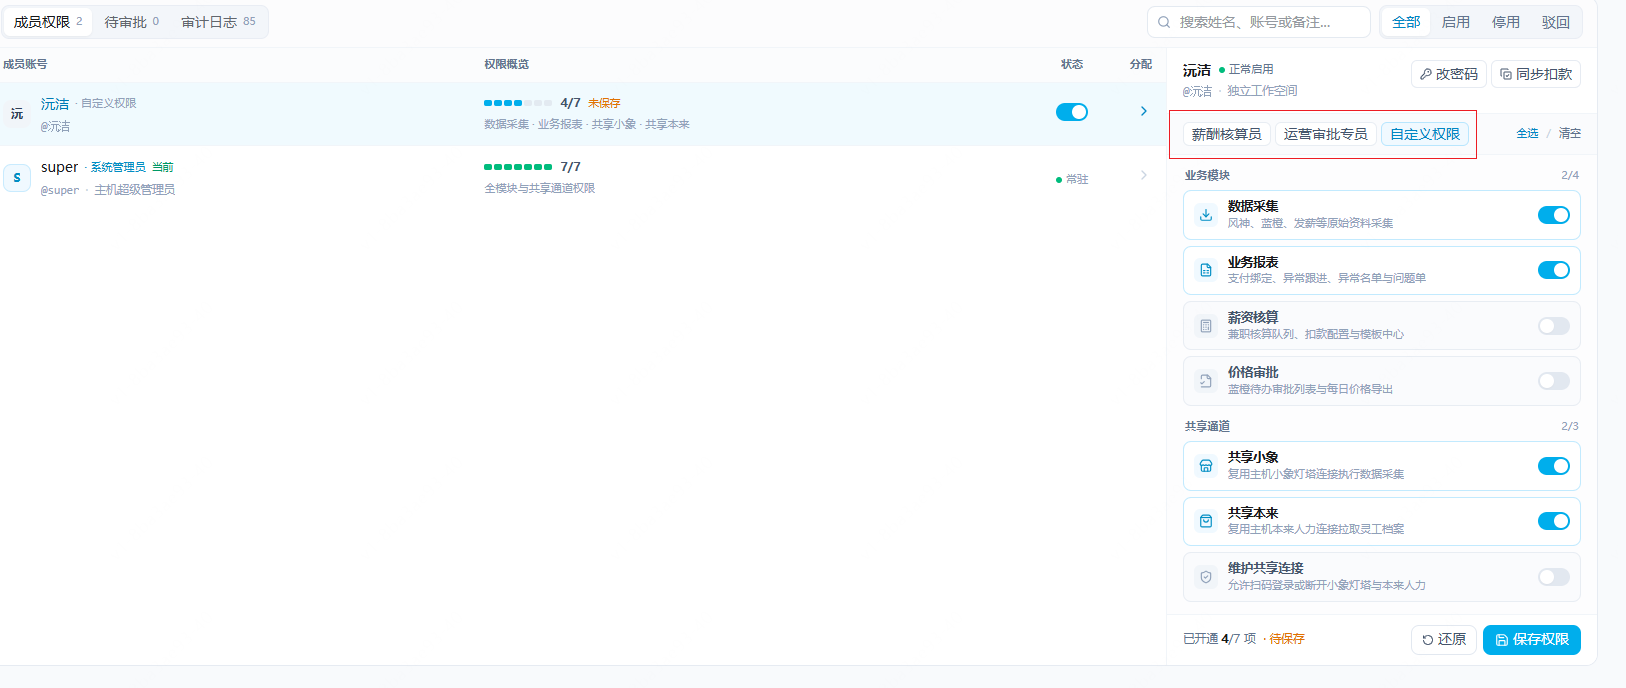 成员权限 2 待审批 0 审计日志 85
搜索姓名、账号或备注... 全部 启用 停用 驳回
成员账号 权限概览 状态 分配
沅 沅洁 · 自定义权限
@沅洁
4/7 未保存
数据采集 · 业务报表 · 共享小象 · 共享本来
S super · 系统管理员 当前
@super · 主机超级管理员
7/7
全模块与共享通道权限
常驻
沅洁 正常启用
@沅洁 · 独立工作空间
改密码 同步扣款
薪酬核算员 运营审批专员 自定义权限 全选 / 清空
业务模块 2/4
数据采集
风神、蓝橙、发薪等原始资料采集
业务报表
支付绑定、异常跟进、异常名单与问题单
薪资核算
兼职核算队列、扣款配置与模板中心
价格审批
蓝橙待办审批列表与每日价格导出
共享通道 2/3
共享小象
复用主机小象灯塔连接执行数据采集
共享本来
复用主机本来人力连接拉取灵工档案
维护共享连接
允许扫码登录或断开小象灯塔与本来人力
已开通 4/7 项 · 待保存 还原 保存权限